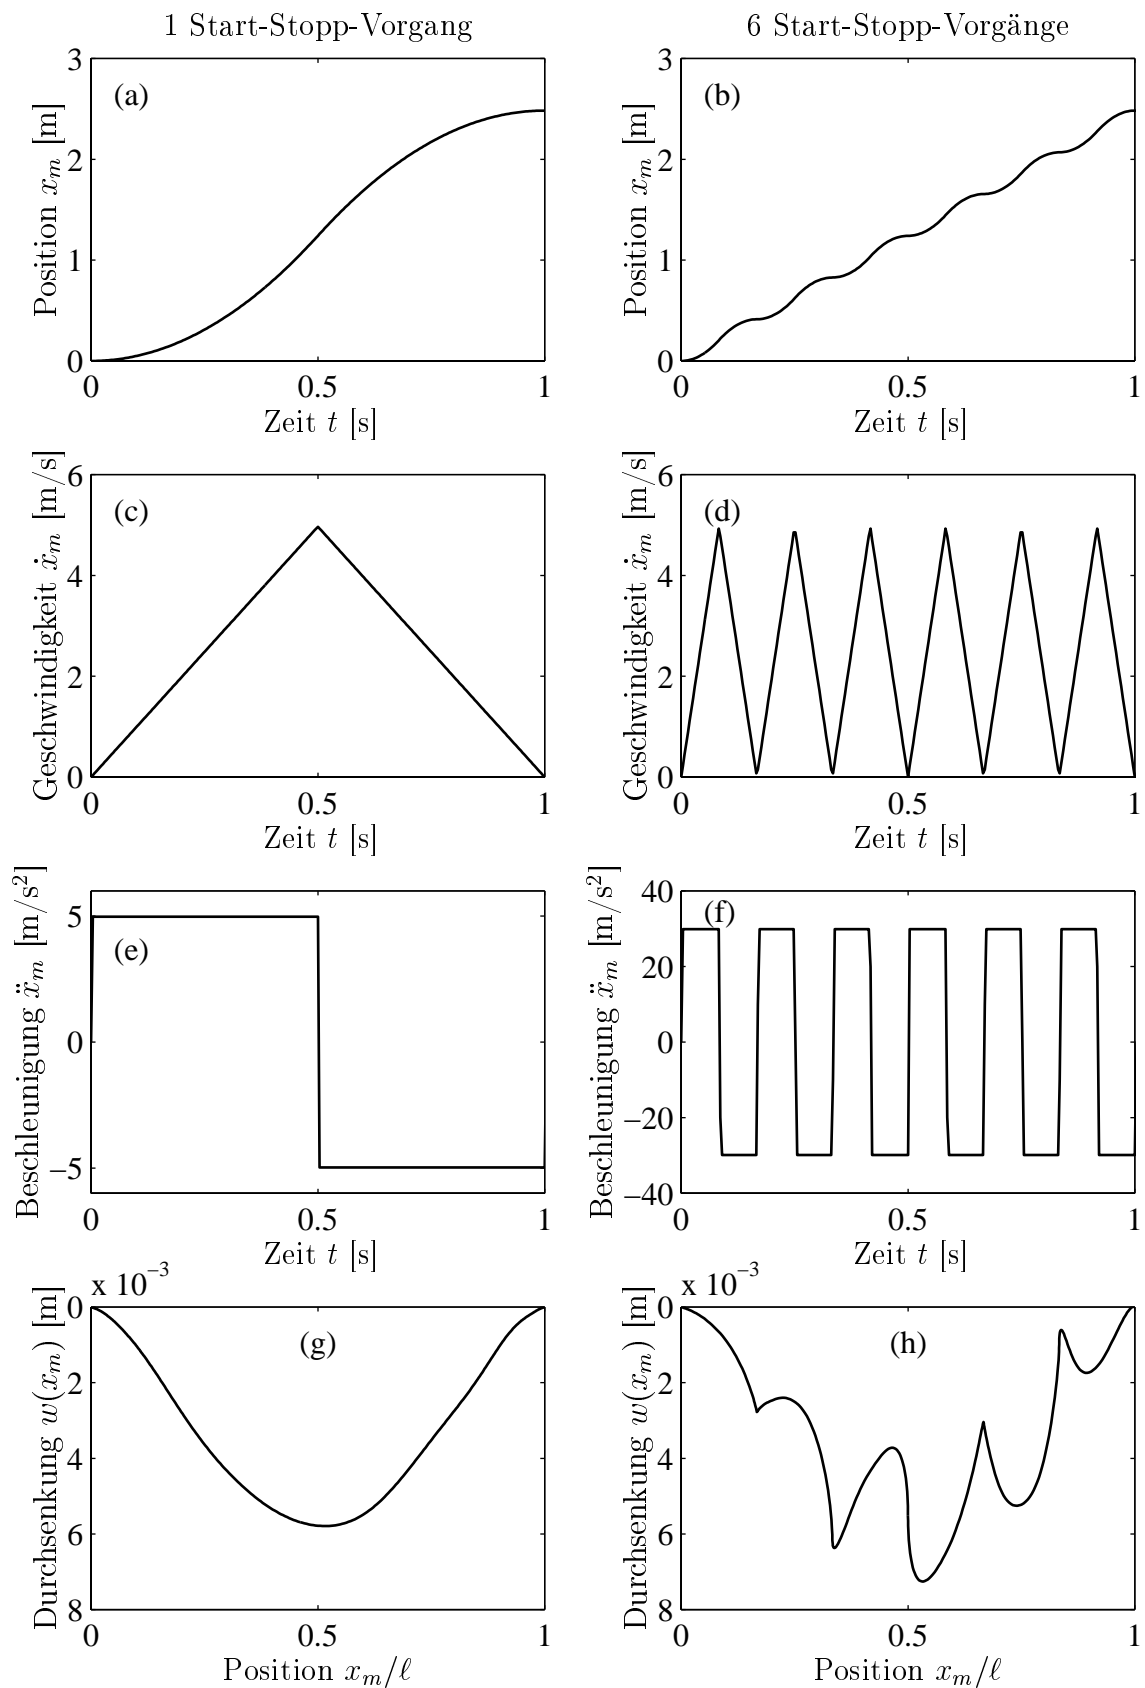 1 Start-Stopp-Vorgang
6 Start-Stopp-Vorgänge
(a)
Position x_m [m]
3
2
1
0
0 0.5 1
Zeit t [s]
(b)
Position x_m [m]
3
2
1
0
0 0.5 1
Zeit t [s]
(c)
Geschwindigkeit ẋ_m [m/s]
6
4
2
0
0 0.5 1
Zeit t [s]
(d)
Geschwindigkeit ẋ_m [m/s]
6
4
2
0
0 0.5 1
Zeit t [s]
(e)
Beschleunigung ẍ_m [m/s²]
5
0
−5
0 0.5 1
Zeit t [s]
(f)
Beschleunigung ẍ_m [m/s²]
40
20
0
−20
−40
0 0.5 1
Zeit t [s]
x 10⁻³
(g)
Durchsenkung w(x_m) [m]
0
2
4
6
8
0 0.5 1
Position x_m/ℓ
x 10⁻³
(h)
Durchsenkung w(x_m) [m]
0
2
4
6
8
0 0.5 1
Position x_m/ℓ